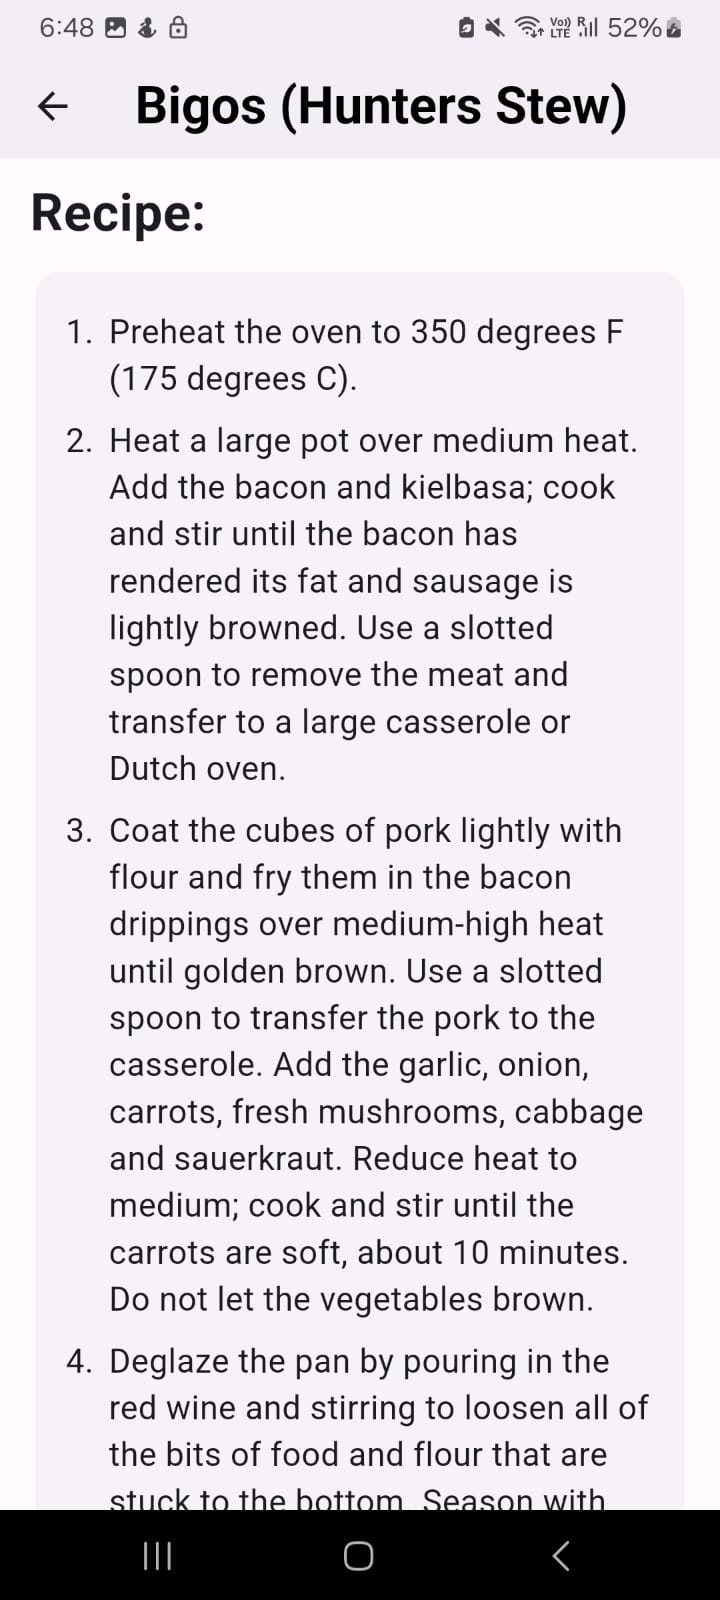 6:48
Vo))
LTE
R
52%
Bigos (Hunters Stew)
Recipe:
1. Preheat the oven to 350 degrees F
(175 degrees C).
2. Heat a large pot over medium heat.
Add the bacon and kielbasa; cook
and stir until the bacon has
rendered its fat and sausage is
lightly browned. Use a slotted
spoon to remove the meat and
transfer to a large casserole or
Dutch oven.
3. Coat the cubes of pork lightly with
flour and fry them in the bacon
drippings over medium-high heat
until golden brown. Use a slotted
spoon to transfer the pork to the
casserole. Add the garlic, onion,
carrots, fresh mushrooms, cabbage
and sauerkraut. Reduce heat to
medium; cook and stir until the
carrots are soft, about 10 minutes.
Do not let the vegetables brown.
4. Deglaze the pan by pouring in the
red wine and stirring to loosen all of
the bits of food and flour that are
stuck to the bottom. Season with